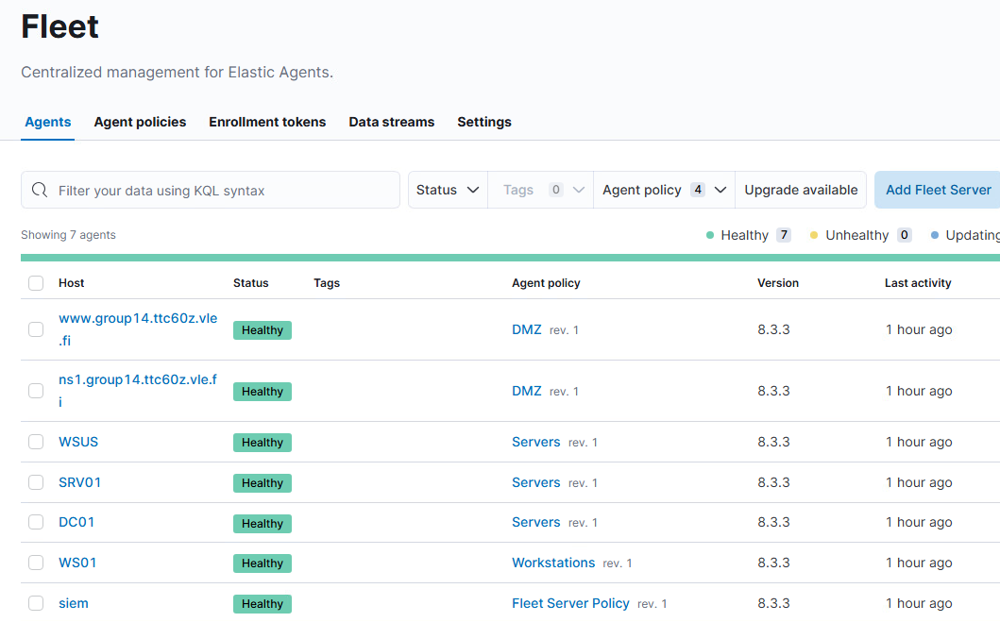 Fleet
Centralized management for Elastic Agents.
Agents Agent policies Enrollment tokens Data streams Settings
Filter your data using KQL syntax Status Tags 0 Agent policy 4 Upgrade available Add Fleet Server
Showing 7 agents Healthy 7 Unhealthy 0 Updating
Host Status Tags Agent policy Version Last activity
www.group14.ttc60z.vle
.fi Healthy DMZ rev. 1 8.3.3 1 hour ago
ns1.group14.ttc60z.vle.f
i Healthy DMZ rev. 1 8.3.3 1 hour ago
WSUS Healthy Servers rev. 1 8.3.3 1 hour ago
SRV01 Healthy Servers rev. 1 8.3.3 1 hour ago
DC01 Healthy Servers rev. 1 8.3.3 1 hour ago
WS01 Healthy Workstations rev. 1 8.3.3 1 hour ago
siem Healthy Fleet Server Policy rev. 1 8.3.3 1 hour ago